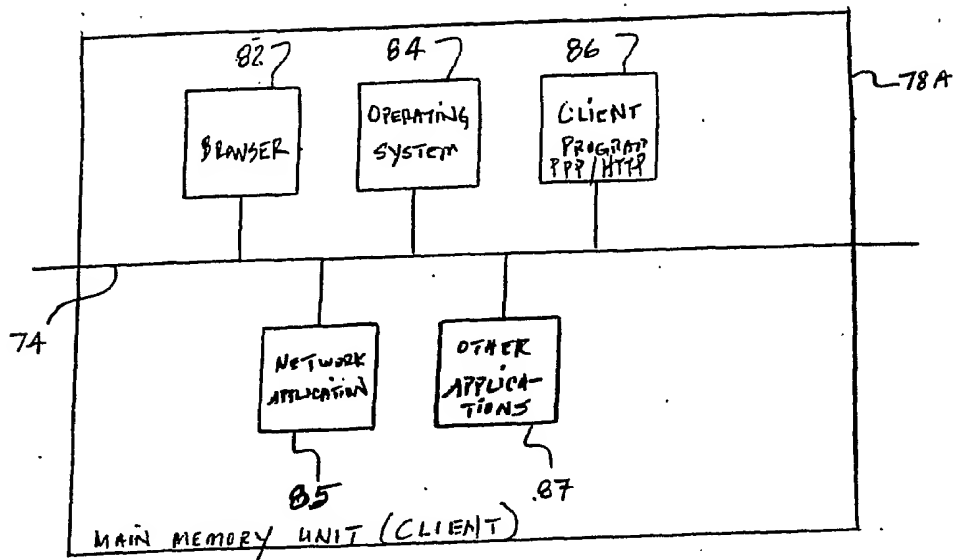 82
84
86
78A
BROWSER
OPERATING
SYSTEM
CLIENT
PROGRAM
PPP/HTTP
74
NETWORK
APPLICATION
OTHER
APPLICA-
TIONS
85
87
MAIN MEMORY UNIT (CLIENT)